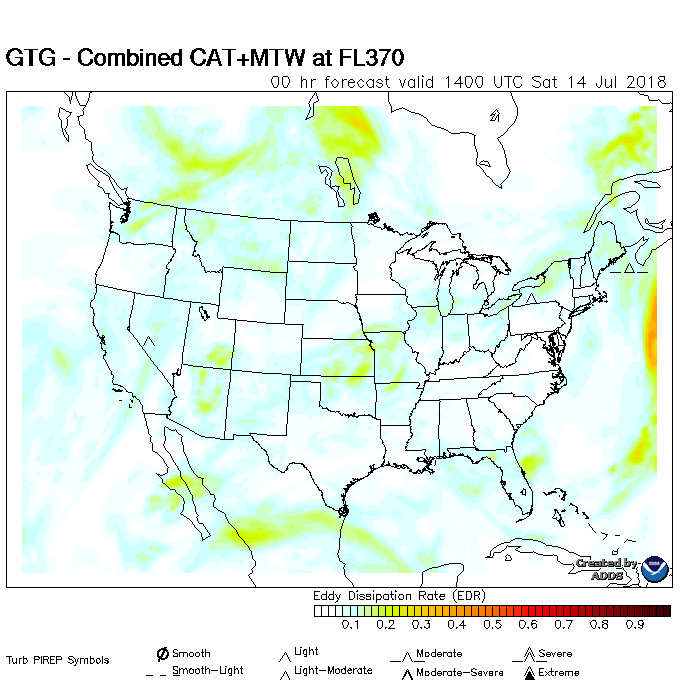 GTG - Combined CAT+MTW at FL370
00 hr forecast valid 1400 UTC Sat 14 Jul 2018
Created by
ADDS
Eddy Dissipation Rate (EDR)
0.1 0.2 0.3 0.4 0.5 0.6 0.7 0.8 0.9
Turb PIREP Symbols
Smooth Light Moderate Severe
Smooth-Light Light-Moderate Moderate-Severe Extreme